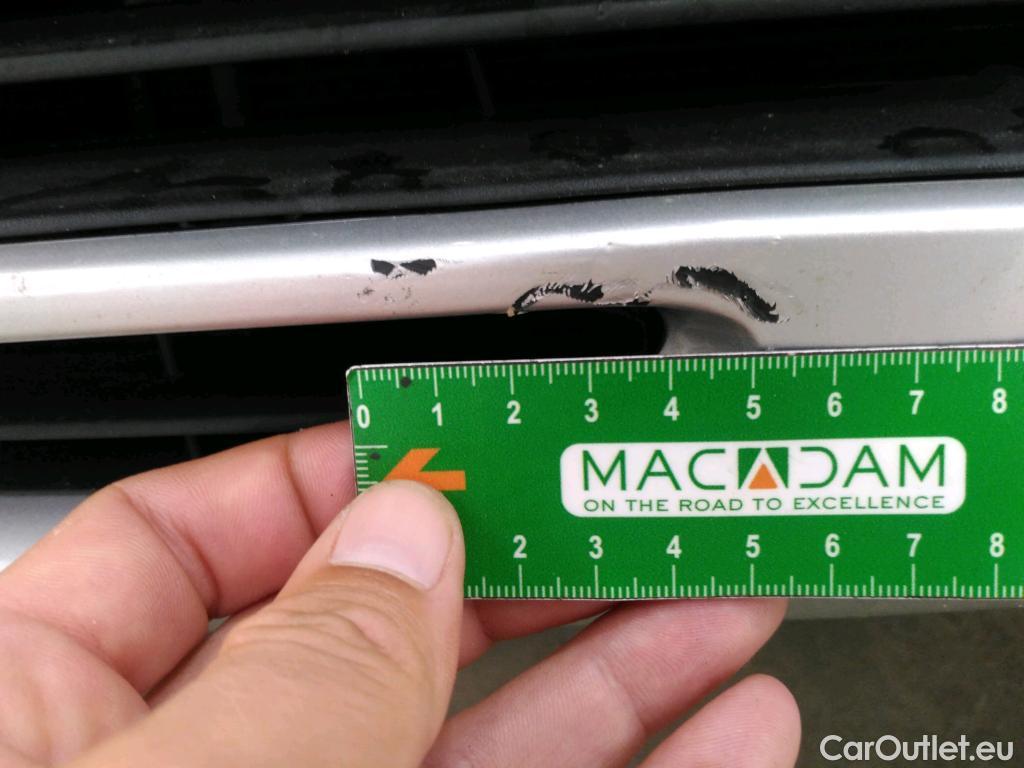 0 1 2 3 4 5 6 7 8
MACADAM
ON THE ROAD TO EXCELLENCE
2 3 4 5 6 7 8
CarOutlet.eu